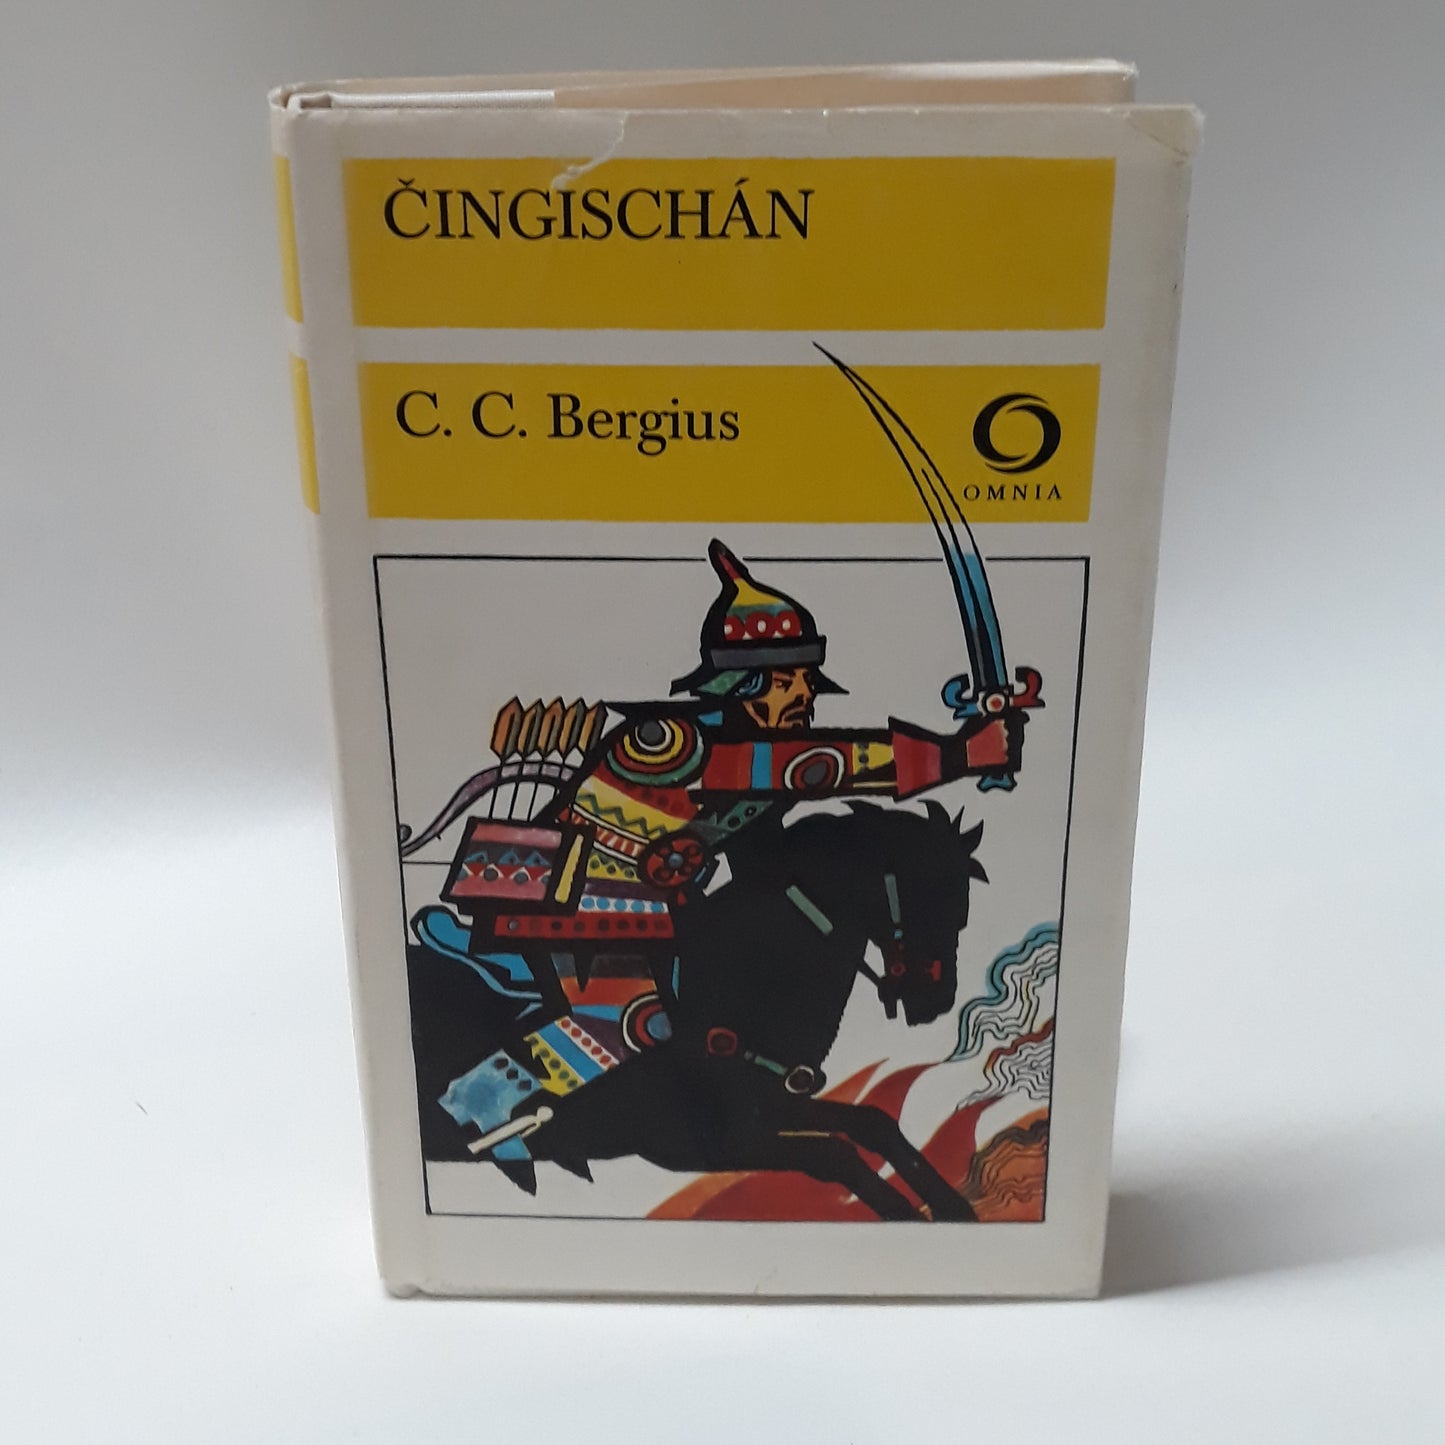 ČINGISCHÁN
C. C. Bergius
OMNIA